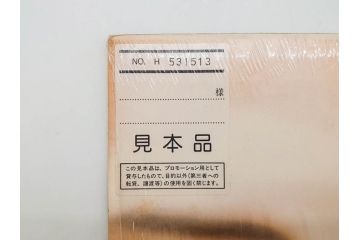 NO. H 531513
様
見本品
この見本品は、プロモーション用として
貸与したもので、目的以外(第三者への
転貸、譲渡等)の使用を固く禁じます。